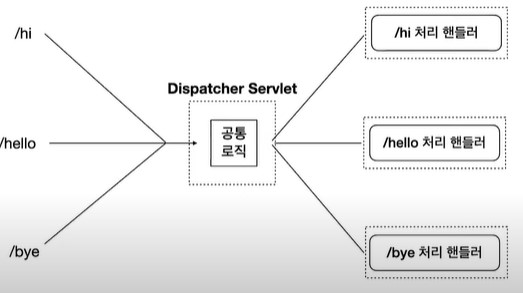 /hi
/hello
/bye
Dispatcher Servlet
공통
로직
/hi 처리 핸들러
/hello 처리 핸들러
/bye 처리 핸들러